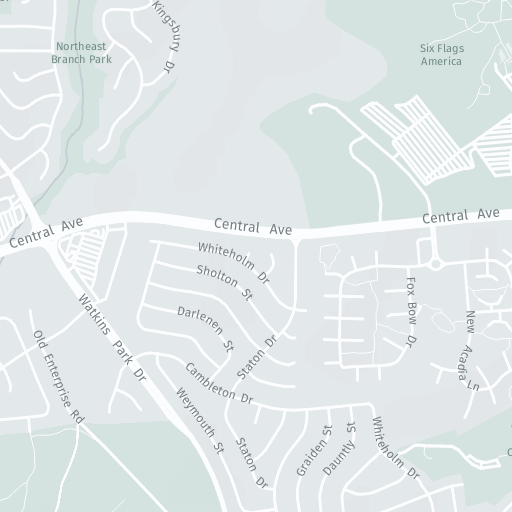 Kingsbury Dr
Northeast
Branch Park
Six Flags
America
Central Ave
Central Ave
Central Ave
Whiteholm Dr
Sholton St
Darlenen St
Staton Dr
Fox Bow Dr
New Acadia Ln
Watkins Park Dr
Old Enterprise Rd
Cambleton Dr
Weymouth St
Staton Dr
Graiden St
Dauntly St
Whiteholm Dr